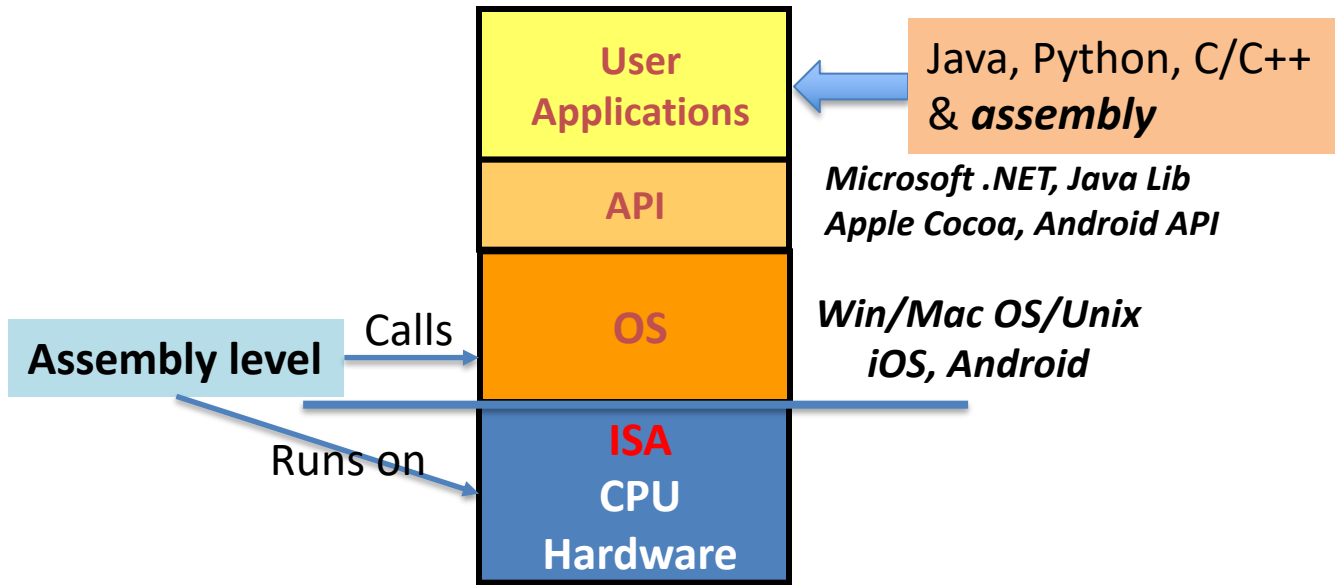 User
Applications
Java, Python, C/C++
& assembly
API
Microsoft .NET, Java Lib
Apple Cocoa, Android API
Assembly level
Calls
OS
Win/Mac OS/Unix
iOS, Android
Runs on
ISA
CPU
Hardware